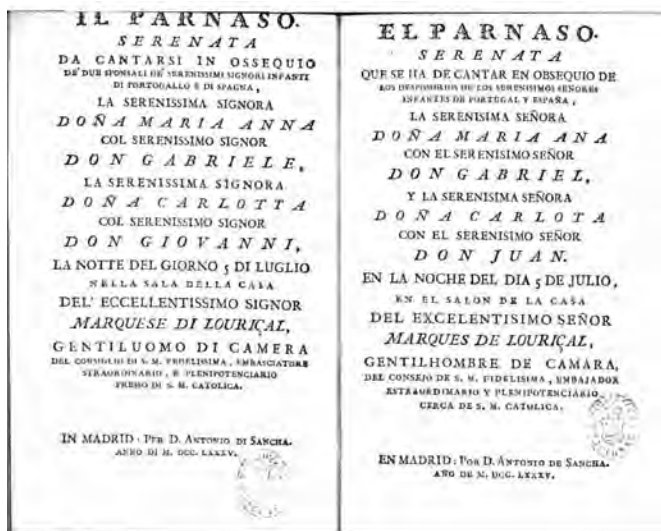 IL PARNASO.
SERENATA
DA CANTARSI IN OSSEQUIO
DE' DUE SPONSALI DE' SERENISSIMI SIGNORI INFANTI
DI PORTOGALLO E DI SPAGNA,
LA SERENISSIMA SIGNORA
DOÑA MARIA ANNA
COL SERENISSIMO SIGNOR
DON GABRIELE,
LA SERENISSIMA SIGNORA
DOÑA CARLOTTA
COL SERENISSIMO SIGNOR
DON GIOVANNI,
LA NOTTE DEL GIORNO 5 DI LUGLIO
NELLA SALA DELLA CASA
DEL' ECCELLENTISSIMO SIGNOR
MARQUESE DI LOURIÇAL,
GENTILUOMO DI CAMERA
DEL CONSIGLIO DI S. M. FEDELISSIMA, EMBASCIATORE
STRAORDINARIO, E PLENIPOTENCIARIO
PRESSO DI S. M. CATOLICA.
IN MADRID: PER D. ANTONIO DI SANCHA.
ANNO DI M. DCC. LXXXV.
EL PARNASO.
SERENATA
QUE SE HA DE CANTAR EN OBSEQUIO DE
LOS DESPOSORIOS DE LOS SERENISIMOS SEÑORES
INFANTES DE PORTUGAL Y ESPAÑA,
LA SERENISIMA SEÑORA
DOÑA MARIA ANA
CON EL SERENISIMO SEÑOR
DON GABRIEL,
Y LA SERENISIMA SEÑORA
DOÑA CARLOTA
CON EL SERENISIMO SEÑOR
DON JUAN.
EN LA NOCHE DEL DIA 5 DE JULIO,
EN EL SALON DE LA CASA
DEL EXCELENTISIMO SEÑOR
MARQUES DE LOURIÇAL,
GENTILHOMBRE DE CAMARA,
DEL CONSEJO DE S. M. FIDELISIMA, EMBAJADOR
ESTRAORDINARIO Y PLENIPOTENCIARIO
CERCA DE S. M. CATOLICA.
EN MADRID: POR D. ANTONIO DE SANCHA.
AÑO DE M. DCC. LXXXV.